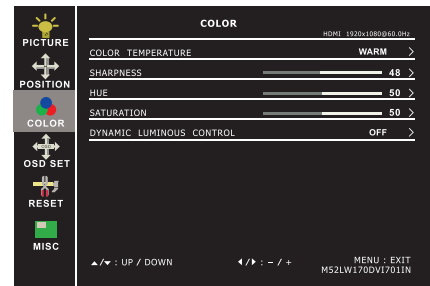 COLOR
HDMI 1920x1080@60.0Hz
PICTURE
POSITION
COLOR
OSD SET
RESET
MISC
COLOR TEMPERATURE WARM >
SHARPNESS 48 >
HUE 50 >
SATURATION 50 >
DYNAMIC LUMINOUS CONTROL OFF >
▲/▼ : UP / DOWN ◀/▶ : – / + MENU : EXIT
M52LW170DVI701IN